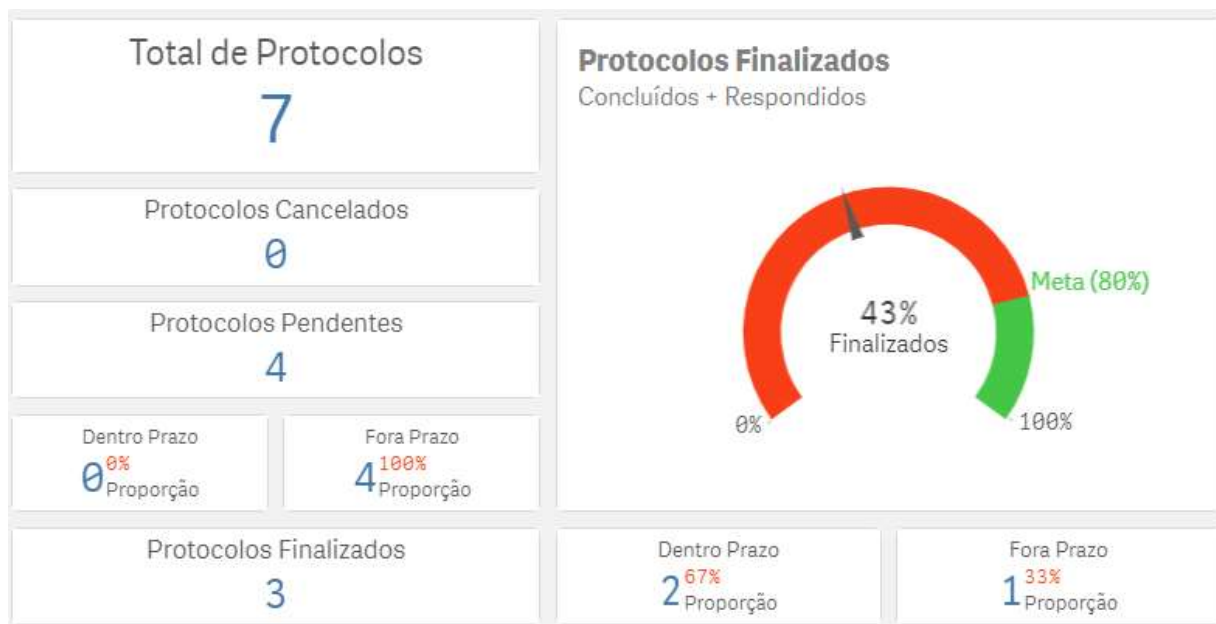 Total de Protocolos
7
Protocolos Cancelados
0
Protocolos Pendentes
4
Dentro Prazo
0 0%
Proporção
Fora Prazo
4 100%
Proporção
Protocolos Finalizados
3
Protocolos Finalizados
Concluídos + Respondidos
Meta (80%)
43%
Finalizados
0%
100%
Dentro Prazo
2 67%
Proporção
Fora Prazo
1 33%
Proporção